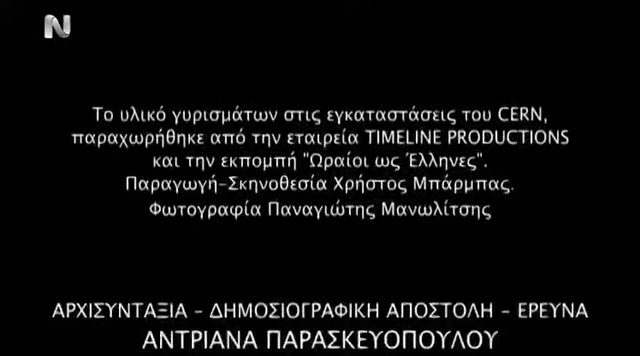 N
Το υλικό γυρισμάτων στις εγκαταστάσεις του CERN,
παραχωρήθηκε από την εταιρεία TIMELINE PRODUCTIONS
και την εκπομπή "Ωραίοι ως Έλληνες".
Παραγωγή-Σκηνοθεσία Χρήστος Μπάρμπας.
Φωτογραφία Παναγιώτης Μανωλίτσης
ΑΡΧΙΣΥΝΤΑΞΙΑ - ΔΗΜΟΣΙΟΓΡΑΦΙΚΗ ΑΠΟΣΤΟΛΗ - ΕΡΕΥΝΑ
ΑΝΤΡΙΑΝΑ ΠΑΡΑΣΚΕΥΟΠΟΥΛΟΥ